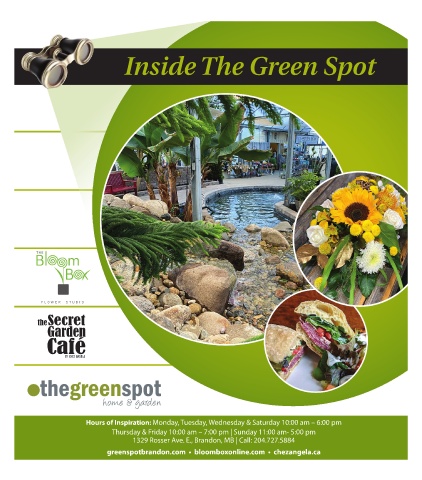 Inside The Green Spot
THE
Bloom
Box
FLOWER STUDIO
the Secret
Garden
Café
BY CHEZ ANGELA
thegreenspot
home & garden
Hours of Inspiration: Monday, Tuesday, Wednesday & Saturday 10:00 am – 6:00 pm
Thursday & Friday 10:00 am – 7:00 pm | Sunday 11:00 am- 5:00 pm
1329 Rosser Ave. E., Brandon, MB | Call: 204.727.5884
greenspotbrandon.com • bloomboxonline.com • chezangela.ca